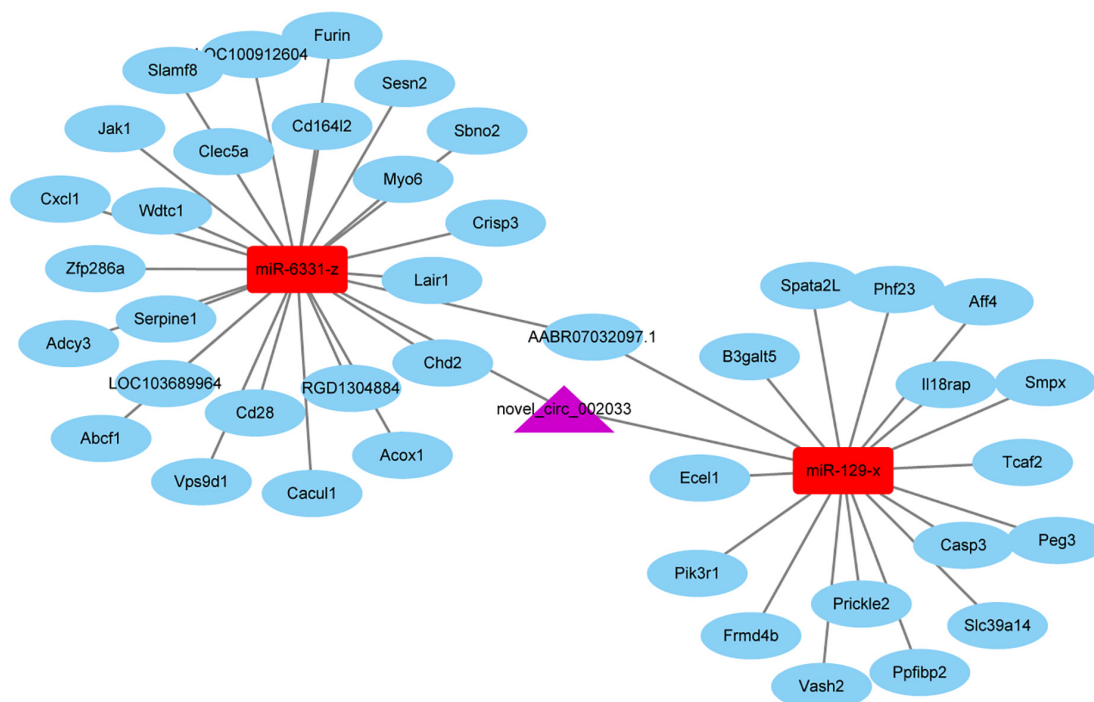 Furin
LOC100912604
Slamf8
Sesn2
Jak1
Cd164l2
Sbno2
Clec5a
Myo6
Cxcl1
Wdtc1
Crisp3
Zfp286a
miR-6331-z
Lair1
Spata2L
Phf23
Aff4
Serpine1
Adcy3
AABR07032097.1
B3galt5
Chd2
LOC103689964
RGD1304884
Il18rap
Smpx
novel_circ_002033
Cd28
Abcf1
Acox1
Tcaf2
miR-129-x
Ecel1
Vps9d1
Cacul1
Casp3
Peg3
Pik3r1
Prickle2
Slc39a14
Frmd4b
Ppfibp2
Vash2